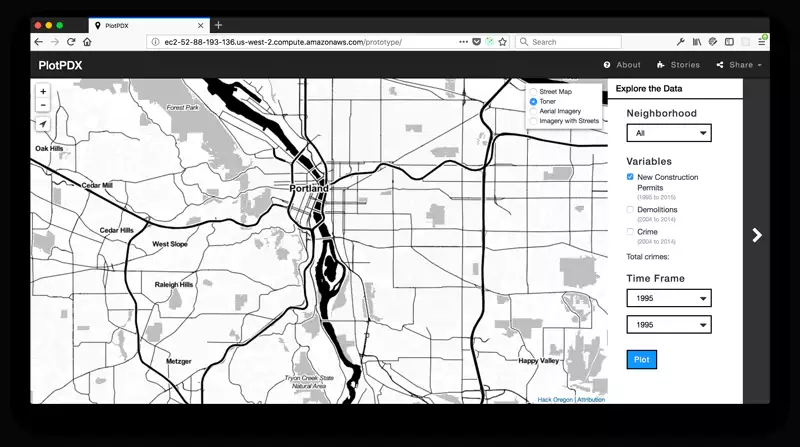 PlotPDX
ec2-52-88-193-136.us-west-2.compute.amazonaws.com/prototype/
Search
PlotPDX
About
Stories
Share
+
−
Street Map
Toner
Aerial Imagery
Imagery with Streets
Forest Park
Oak Hills
Cedar Mill
Portland
Cedar Hills
West Slope
Raleigh Hills
Metzger
Happy Valley
Tryon Creek State
Natural Area
Hack Oregon | Attribution
Explore the Data
Neighborhood
All
Variables
New Construction
Permits
(1995 to 2015)
Demolitions
(2004 to 2014)
Crime
(2004 to 2014)
Total crimes:
Time Frame
1995
1995
Plot